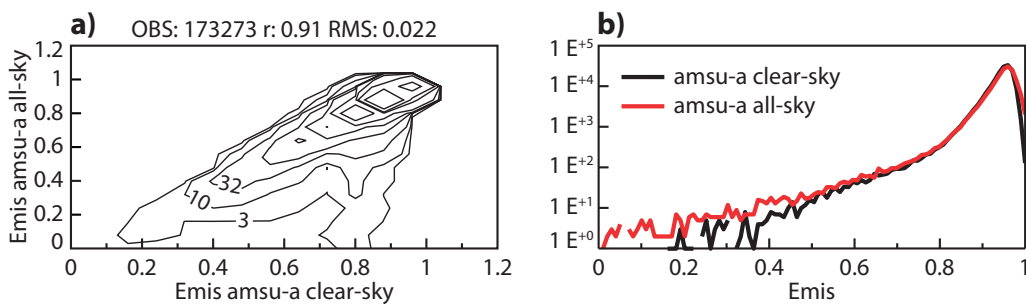 a)
OBS: 173273 r: 0.91 RMS: 0.022
Emis amsu-a all-sky
1.2
1
0.8
0.6
0.4
0.2
0
32
10
3
0 0.2 0.4 0.6 0.8 1 1.2
Emis amsu-a clear-sky
b)
1 E+5
1 E+4
1 E+3
1 E+2
1 E+1
1 E+0
amsu-a clear-sky
amsu-a all-sky
0 0.2 0.4 0.6 0.8 1
Emis